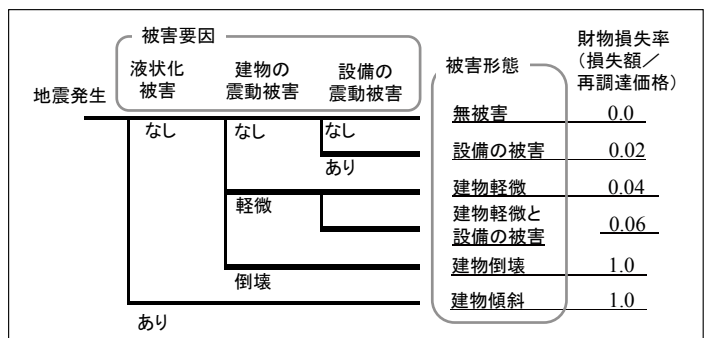 被害要因
液状化
被害
建物の
震動被害
設備の
震動被害
被害形態
財物損失率
(損失額／
再調達価格)
地震発生
なし
なし
なし
無被害
0.0
あり
設備の被害
0.02
軽微
建物軽微
0.04
建物軽微と
設備の被害
0.06
倒壊
建物倒壊
1.0
あり
建物傾斜
1.0